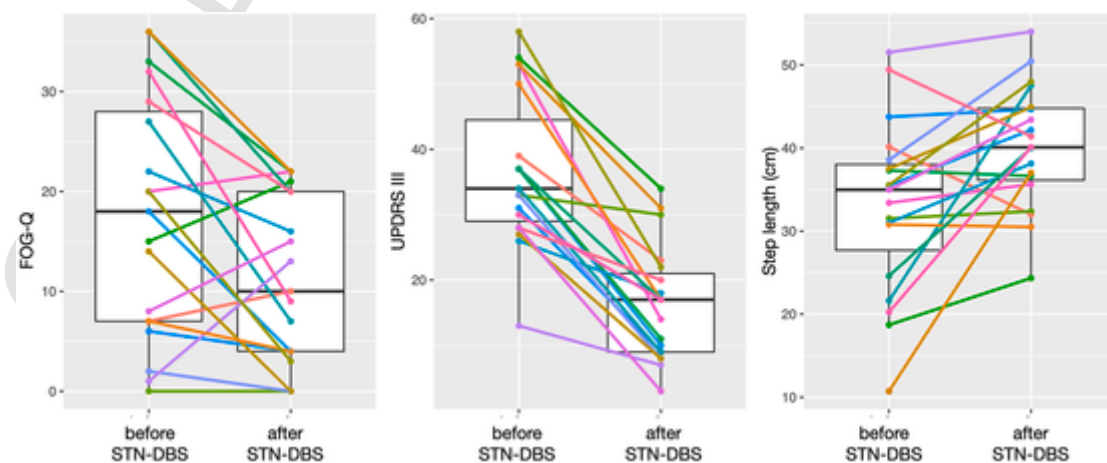 FOG-Q
30
20
10
0
before
STN-DBS
after
STN-DBS
UPDRS III
60
40
20
before
STN-DBS
after
STN-DBS
Step length (cm)
50
40
30
20
10
before
STN-DBS
after
STN-DBS